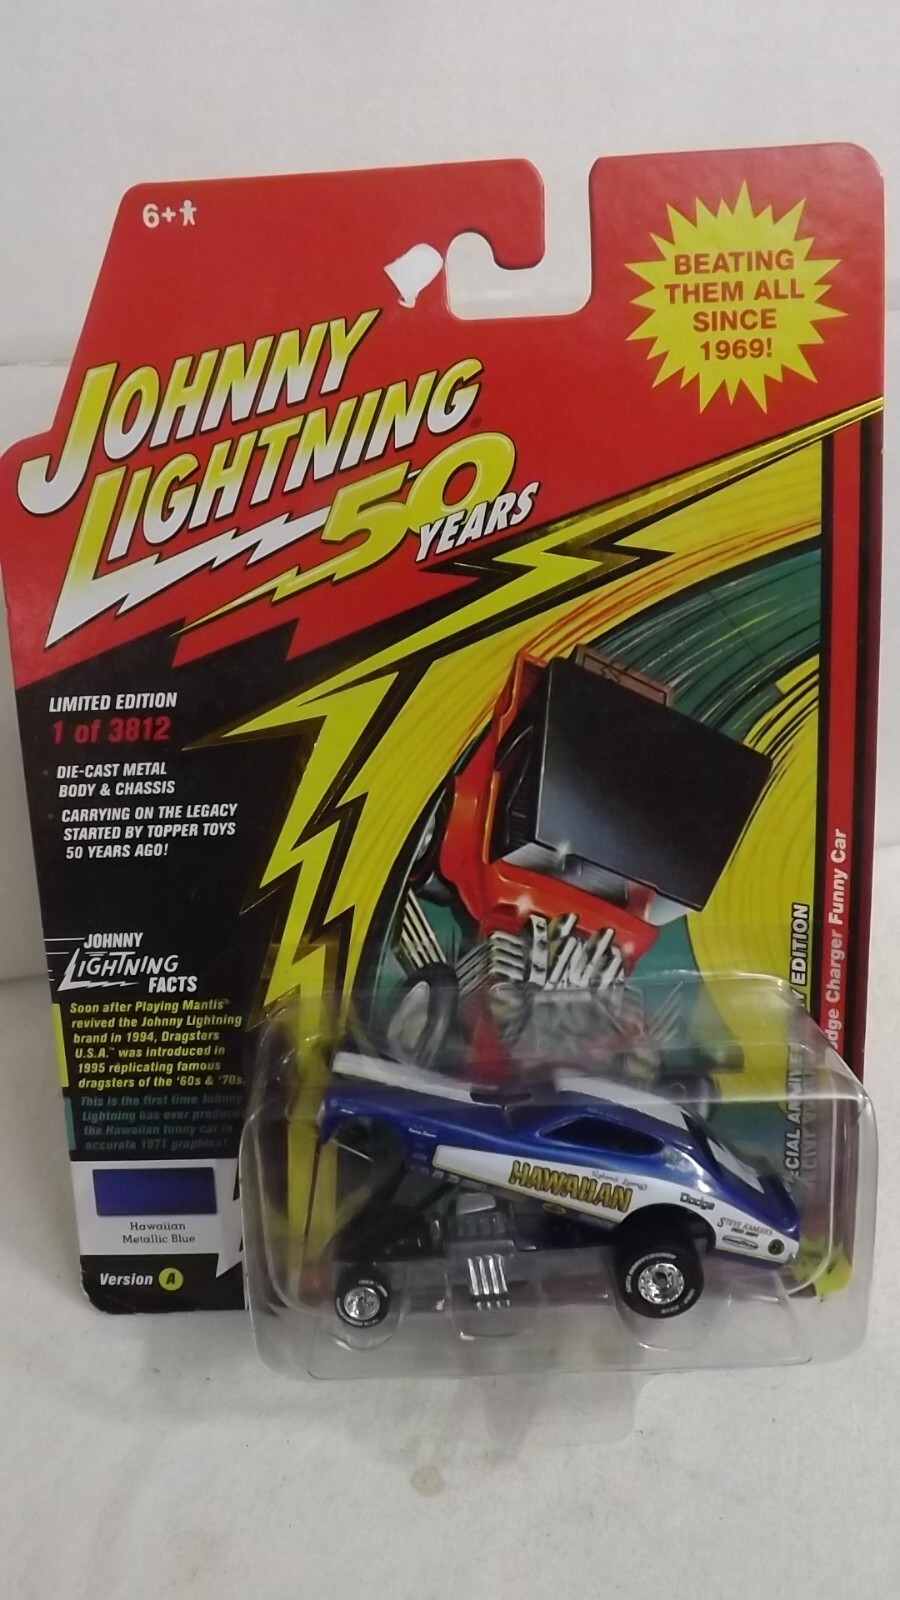 6+
BEATING
THEM ALL
SINCE
1969!
JOHNNY
LIGHTNING®
50
YEARS
LIMITED EDITION
1 of 3812
DIE-CAST METAL
BODY & CHASSIS
CARRYING ON THE LEGACY
STARTED BY TOPPER TOYS
50 YEARS AGO!
JOHNNY
LIGHTNING
FACTS
Soon after Playing Mantis®
revived the Johnny Lightning
brand in 1994, Dragsters
U.S.A.™ was introduced in
1995 replicating famous
dragsters of the '60s & '70s.
This is the first time Johnny
Lightning has ever produce
the Hawaiian funny car in
accurate 1971 graphics!
Hawaiian
Metallic Blue
Version A
EDITION
dge Charger Funny Car
HAWAIIAN
Dodge
GOODYEAR